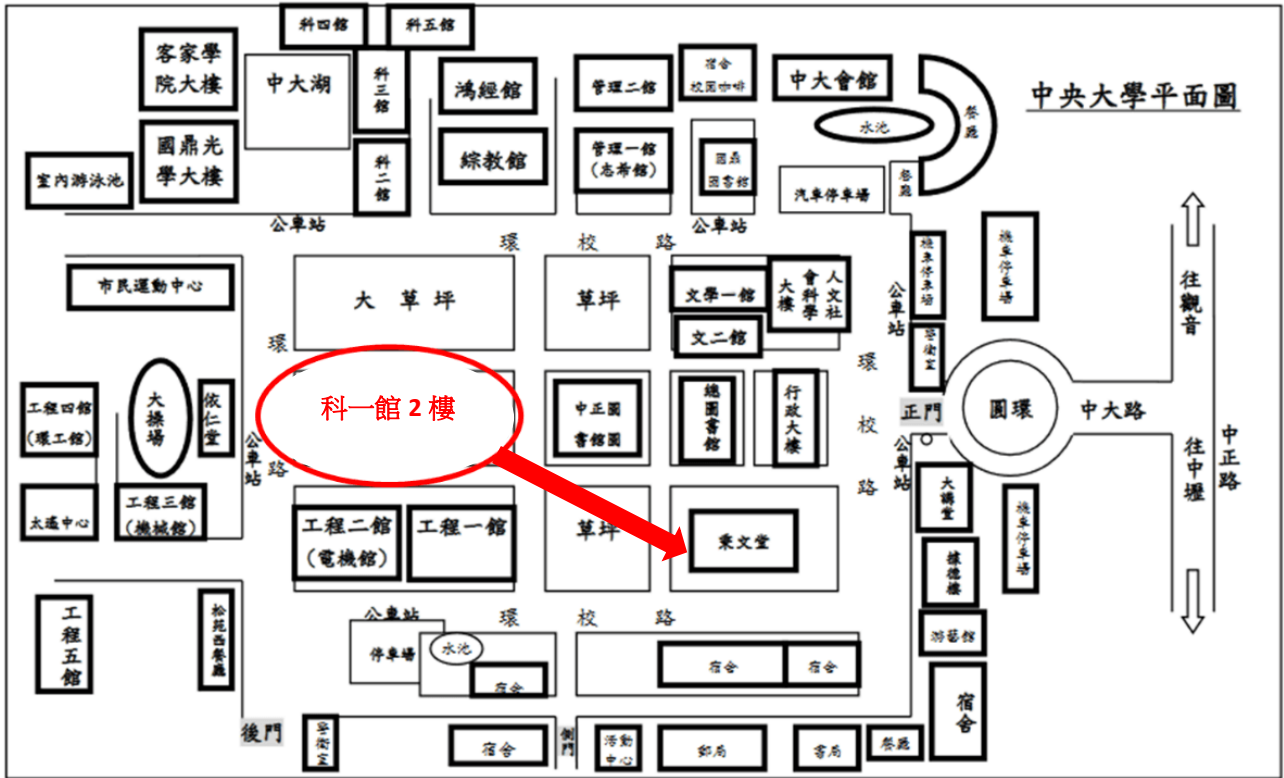 中央大學平面圖
科四館
科五館
客家學
院大樓
中大湖
科三館
鴻經館
管理二館
宿舍
校園咖啡
中大會館
餐廳
水池
國鼎光
學大樓
室內游泳池
科二館
綜教館
管理一館
(志希館)
國鼎
圖書館
汽車停車場
餐廳
公車站
公車站
環 校 路
市民運動中心
大 草 坪
草坪
文學一館
文二館
人文社
會科學
大樓
公車站
機車停車場
機車停車場
警衛室
往觀音
環 校 路
工程四館
(環工館)
大操場
依仁堂
公車站
環 路
科一館 2 樓
中正圖
書館圖
總圖書館
行政大樓
正門
圓環
中大路
公車站
往中壢
中正路
太遙中心
工程三館
(機械館)
工程二館
(電機館)
工程一館
草坪
秉文堂
大講堂
機車停車場
據德樓
游藝館
宿舍
工程五館
松苑西餐廳
公車站
環 校 路
停車場
水池
宿舍
宿舍
宿舍
後門
警衛室
宿舍
側門
活動
中心
郵局
書局
餐廳